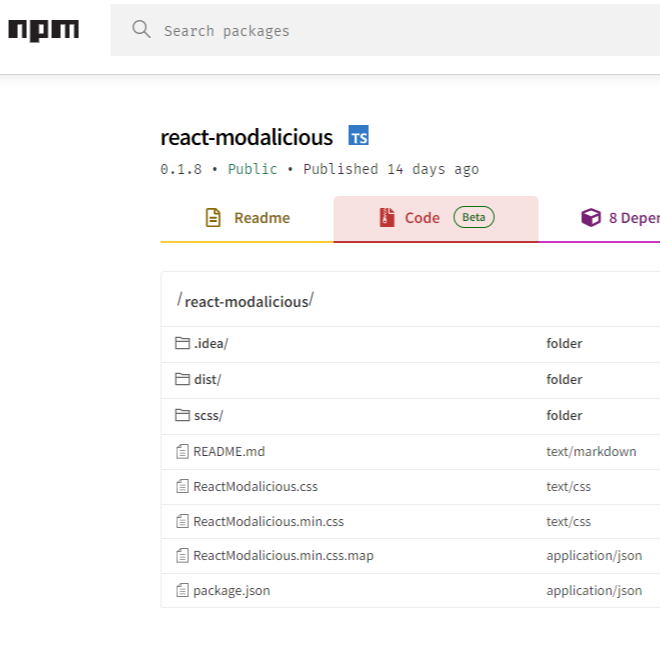 npm
Search packages
react-modalicious TS
0.1.8 • Public • Published 14 days ago
Readme
Code Beta
8
/react-modalicious/
.idea/ folder
dist/ folder
scss/ folder
README.md text/markdown
ReactModalicious.css text/css
ReactModalicious.min.css text/css
ReactModalicious.min.css.map application/json
package.json application/json